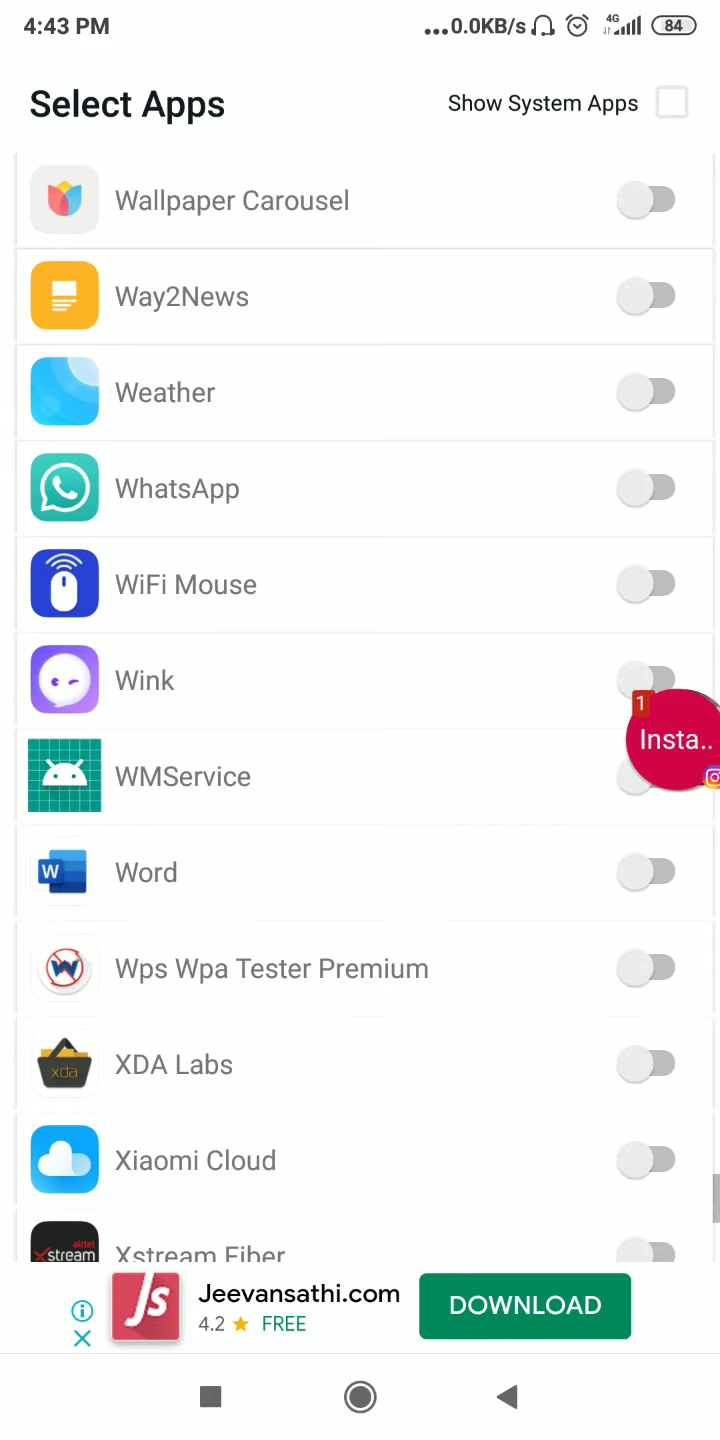 4:43 PM
...0.0KB/s 4G 84
Select Apps
Show System Apps
Wallpaper Carousel
Way2News
Weather
WhatsApp
WiFi Mouse
Wink
1
Insta..
WMService
W Word
Wps Wpa Tester Premium
xda XDA Labs
Xiaomi Cloud
airtel
Xstream Xstream Fiber
Js Jeevansathi.com
4.2 ★ FREE
DOWNLOAD